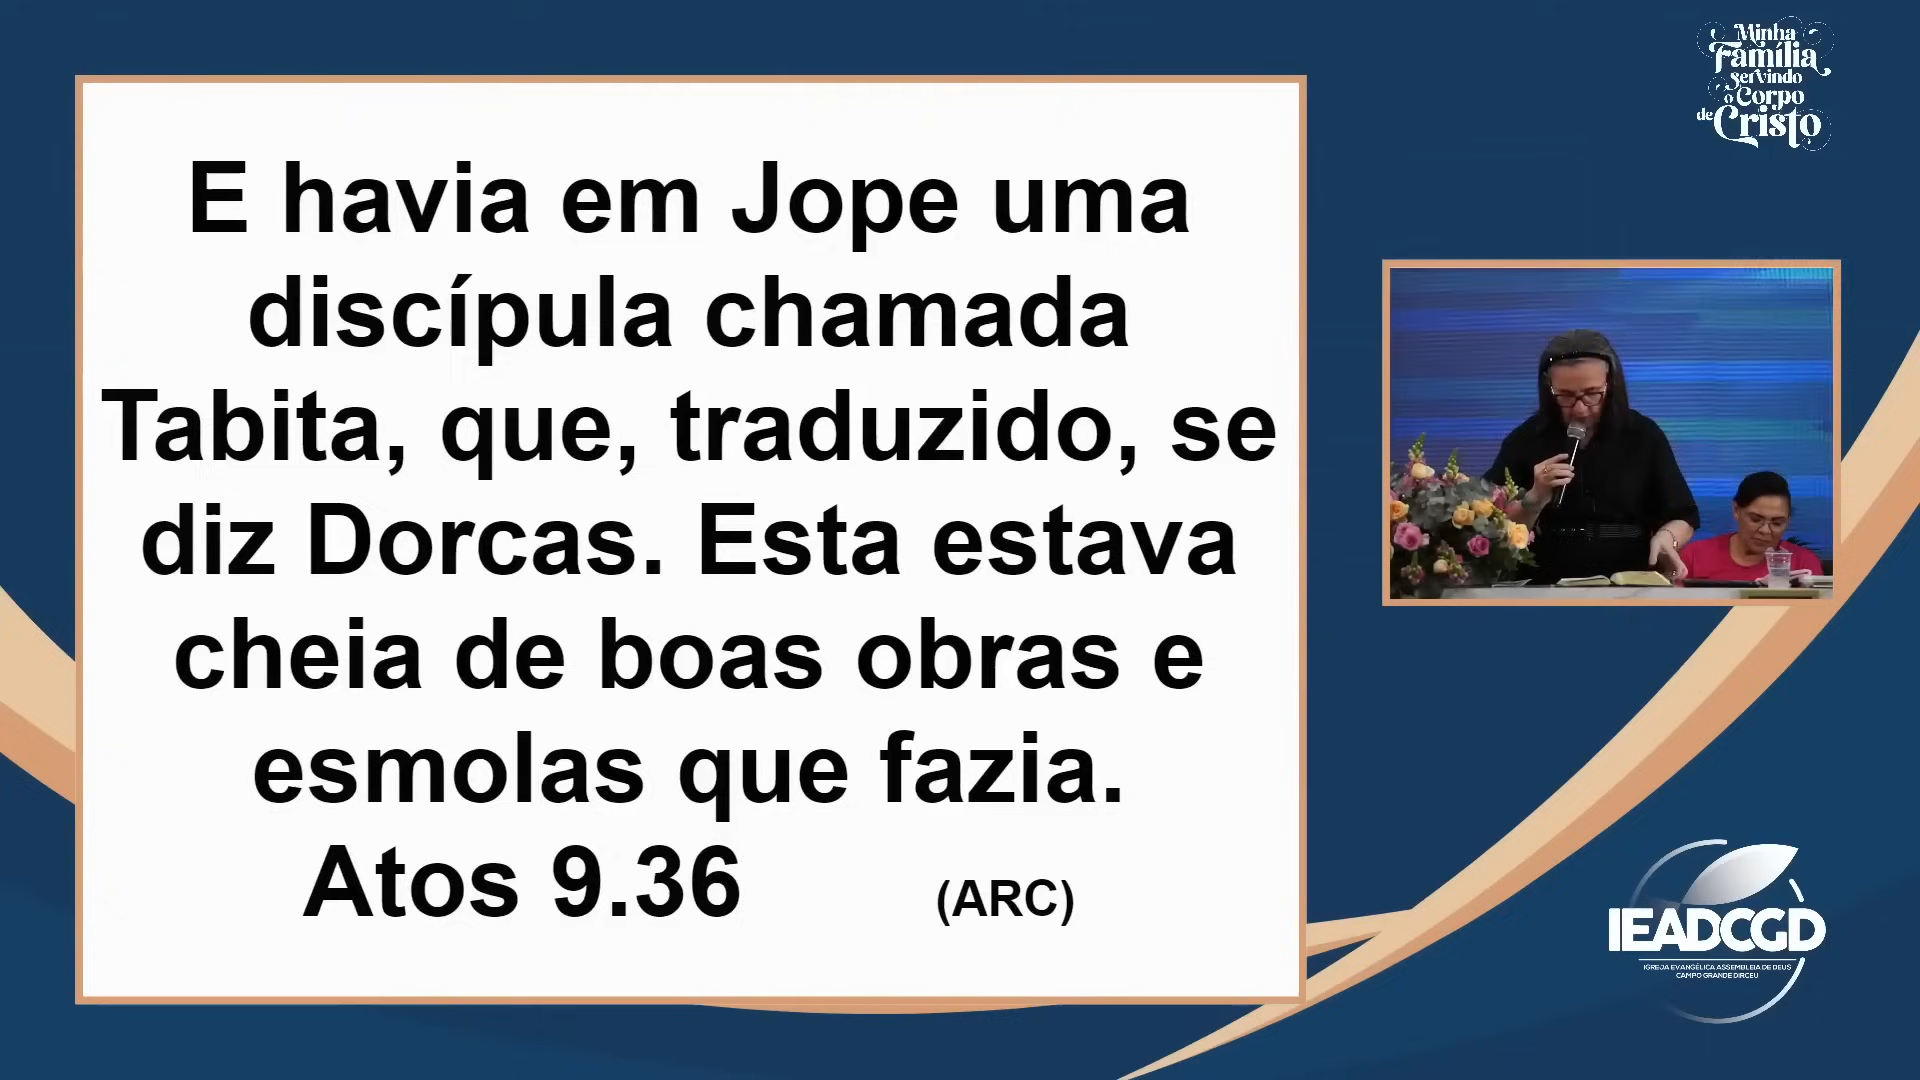 Minha
Família
servindo
o Corpo
de Cristo
E havia em Jope uma
discípula chamada
Tabita, que, traduzido, se
diz Dorcas. Esta estava
cheia de boas obras e
esmolas que fazia.
Atos 9.36 (ARC)
IEADCGD
IGREJA EVANGÉLICA ASSEMBLEIA DE DEUS
CAMPO GRANDE DIRCEU